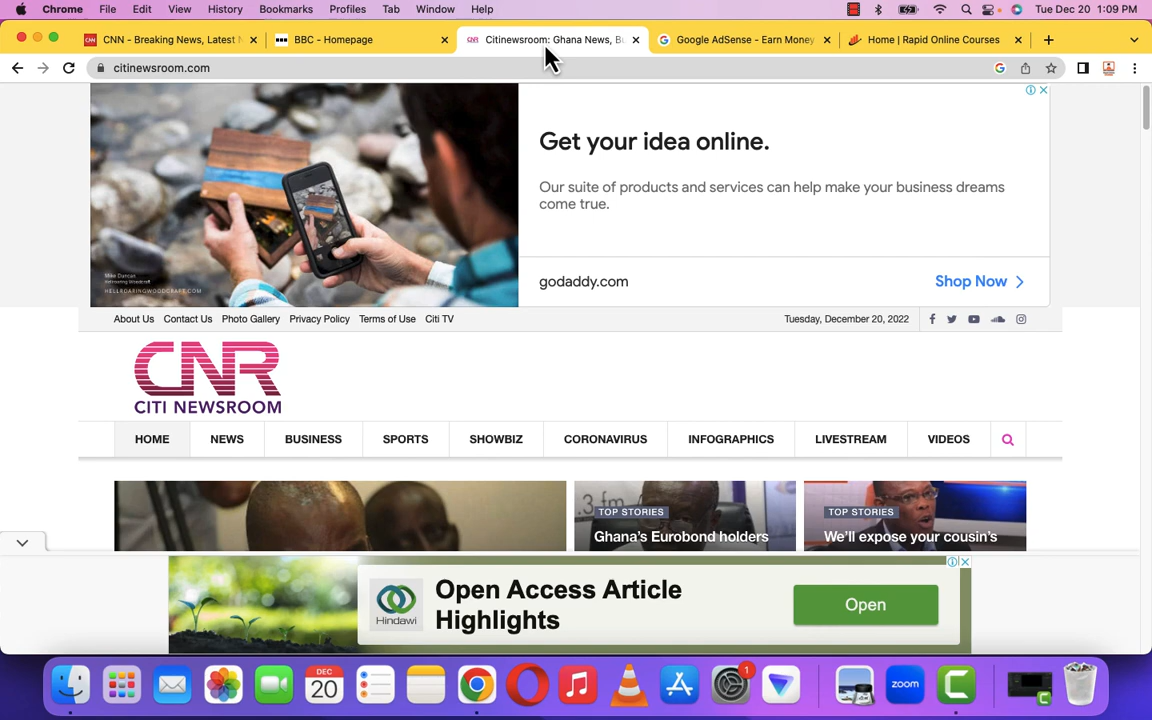 Chrome File Edit View History Bookmarks Profiles Tab Window Help Tue Dec 20 1:09 PM
CNN - Breaking News, Latest N BBC - Homepage Citinewsroom: Ghana News, Bu Google AdSense - Earn Money Home | Rapid Online Courses
citinewsroom.com
Get your idea online.
Our suite of products and services can help make your business dreams
come true.
Mike Duncan
HELLROARINGWOODCRAFT.COM
godaddy.com Shop Now
About Us Contact Us Photo Gallery Privacy Policy Terms of Use Citi TV Tuesday, December 20, 2022
CNR
CITI NEWSROOM
HOME NEWS BUSINESS SPORTS SHOWBIZ CORONAVIRUS INFOGRAPHICS LIVESTREAM VIDEOS
TOP STORIES TOP STORIES
Ghana's Eurobond holders We'll expose your cousin's
Open Access Article
Highlights
Hindawi
Open
DEC
20
zoom
1